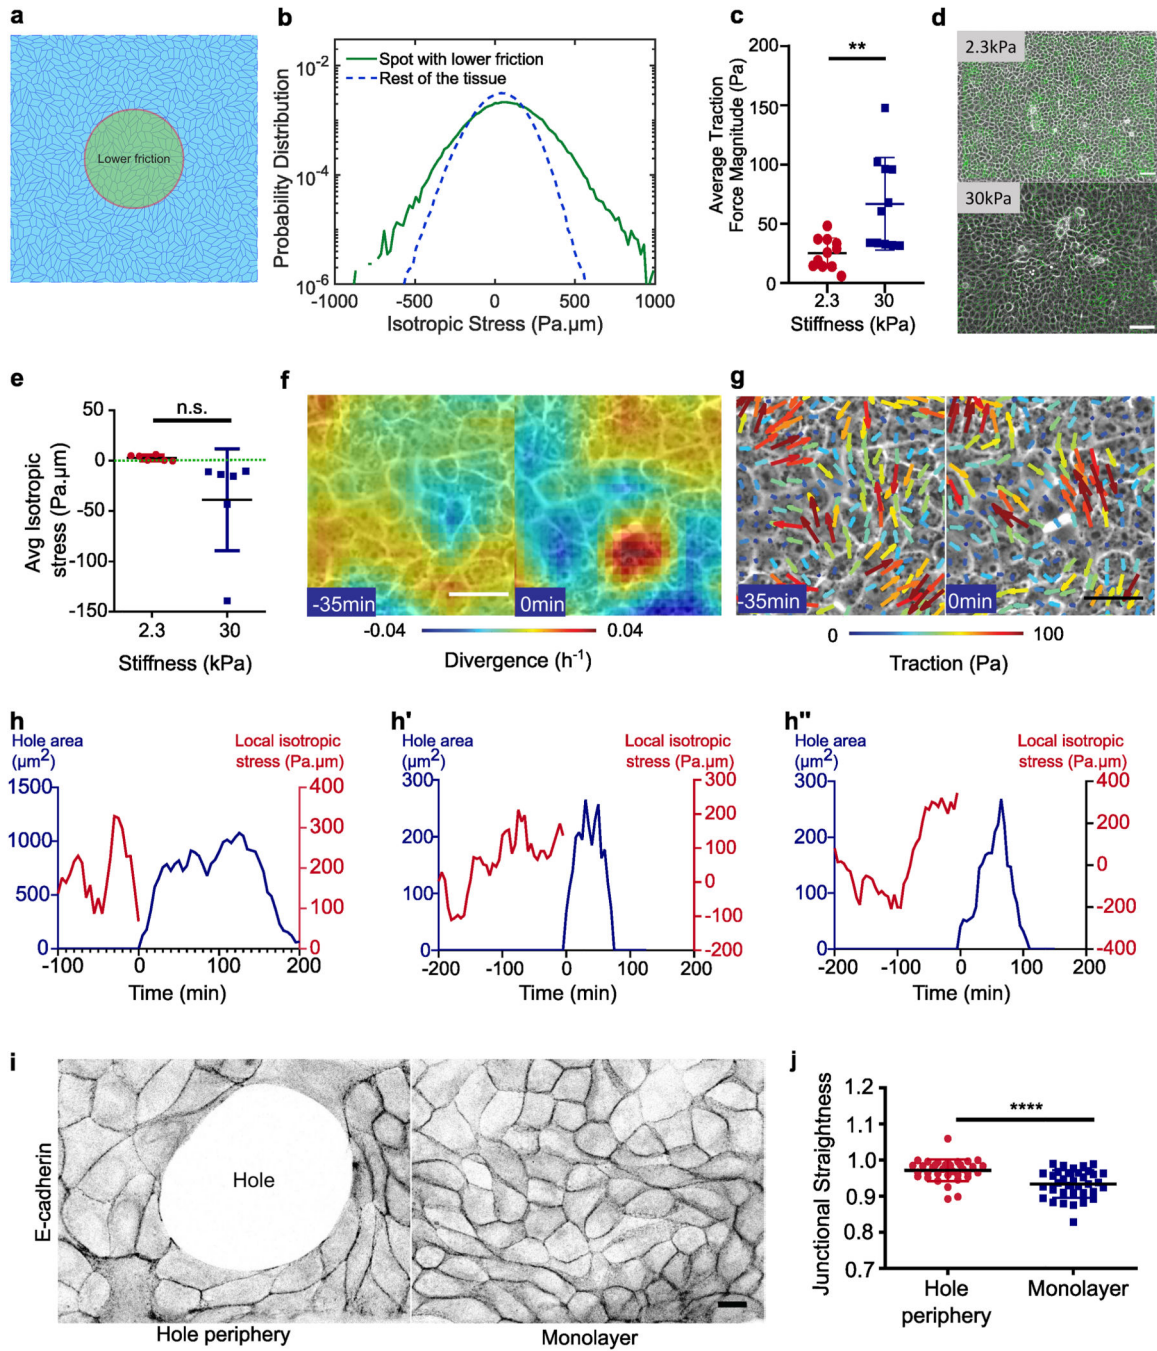 a
Lower friction
b
Probability Distribution
10-2
10-4
10-6
Spot with lower friction
Rest of the tissue
-1000
-500
0
500
1000
Isotropic Stress (Pa.µm)
c
Average Traction
Force Magnitude (Pa)
200
150
100
50
0
**
2.3
30
Stiffness (kPa)
d
2.3kPa
30kPa
e
Avg Isotropic
stress (Pa.µm)
50
0
-50
-100
-150
n.s.
2.3
30
Stiffness (kPa)
f
-35min
0min
-0.04
0.04
Divergence (h-1)
g
-35min
0min
0
100
Traction (Pa)
h
Hole area
(µm2)
Local isotropic
stress (Pa.µm)
1500
1000
500
0
400
300
200
100
0
-100
0
100
200
Time (min)
h'
Hole area
(µm2)
Local isotropic
stress (Pa.µm)
300
200
100
0
300
200
100
0
-100
-200
-200
-100
0
100
200
Time (min)
h"
Hole area
(µm2)
Local isotropic
stress (Pa.µm)
300
200
100
0
400
200
0
-200
-400
-200
-100
0
100
200
Time (min)
i
E-cadherin
Hole
Hole periphery
Monolayer
j
Junctional Straightness
1.2
1.1
1.0
0.9
0.8
0.7
****
Hole
periphery
Monolayer